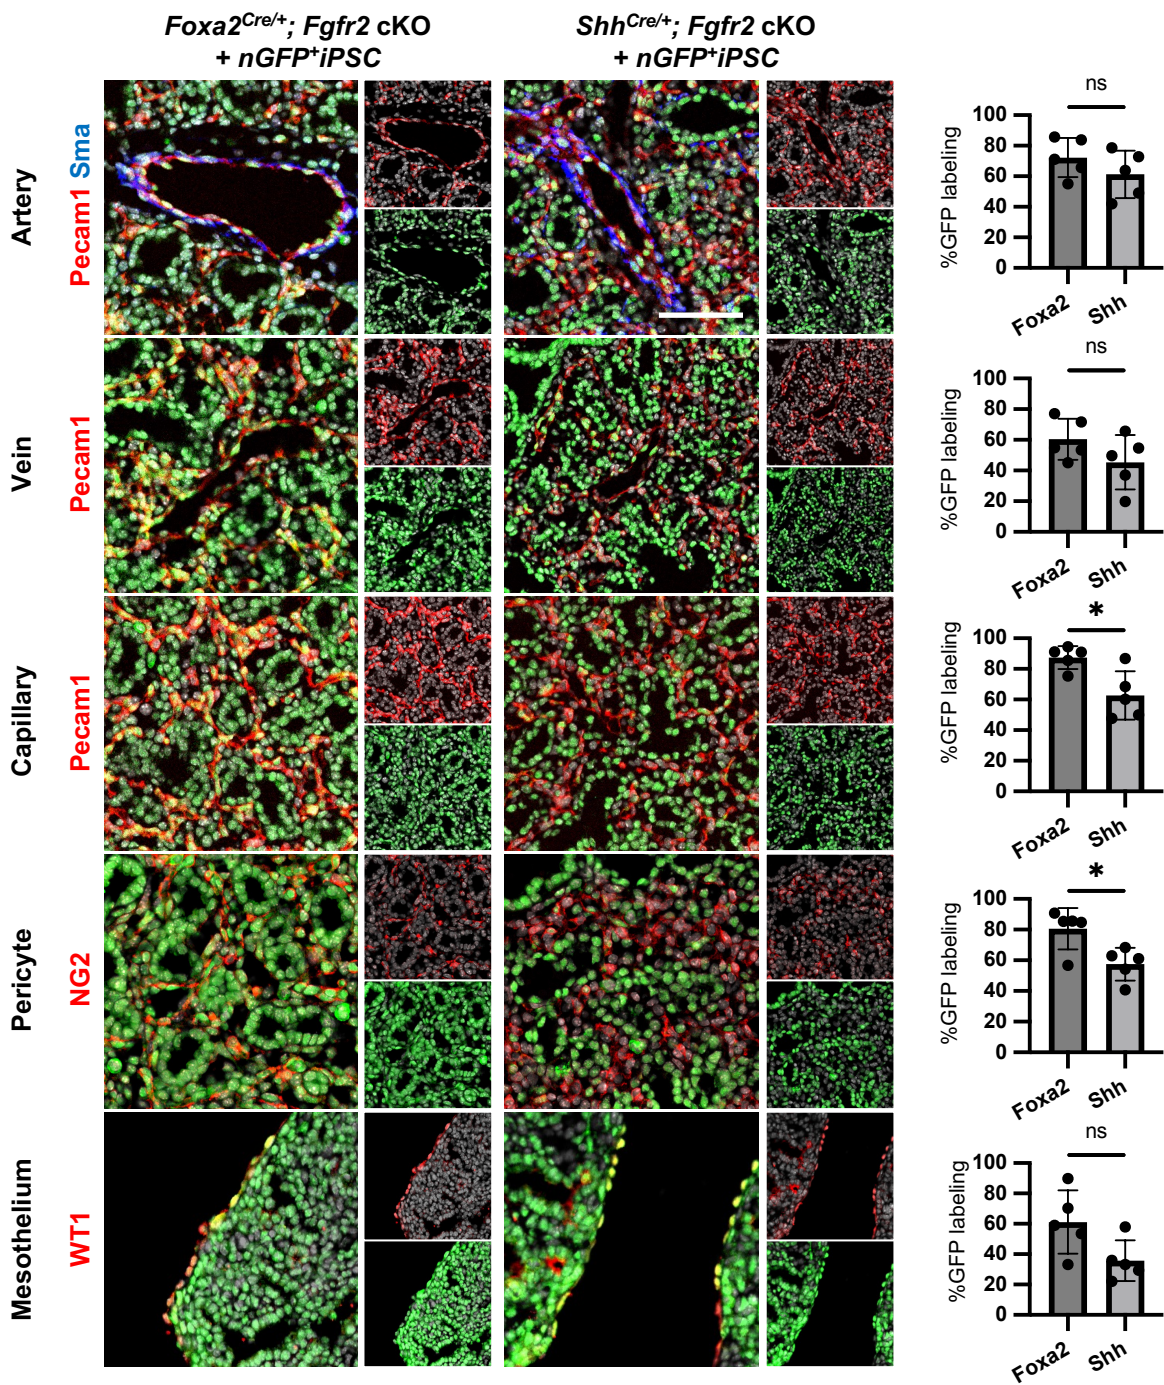 Foxa2Cre/+; Fgfr2 cKO
+ nGFP+iPSC
ShhCre/+; Fgfr2 cKO
+ nGFP+iPSC
Artery
Pecam1 Sma
ns
%GFP labeling
100
80
60
40
20
0
Foxa2
Shh
Vein
Pecam1
ns
%GFP labeling
100
80
60
40
20
0
Foxa2
Shh
Capillary
Pecam1
*
%GFP labeling
100
80
60
40
20
0
Foxa2
Shh
Pericyte
NG2
*
%GFP labeling
100
80
60
40
20
0
Foxa2
Shh
Mesothelium
WT1
ns
%GFP labeling
100
80
60
40
20
0
Foxa2
Shh